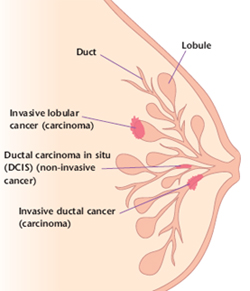 Duct
Lobule
Invasive lobular
cancer (carcinoma)
Ductal carcinoma in situ
(DCIS) (non-invasive
cancer)
Invasive ductal cancer
(carcinoma)